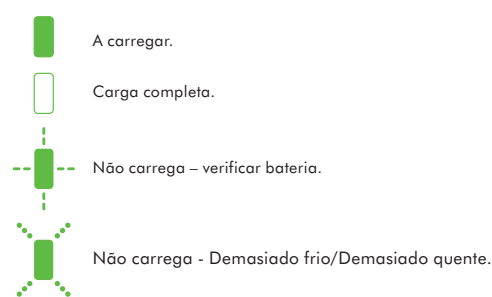 A carregar.
Carga completa.
Não carrega – verificar bateria.
Não carrega - Demasiado frio/Demasiado quente.